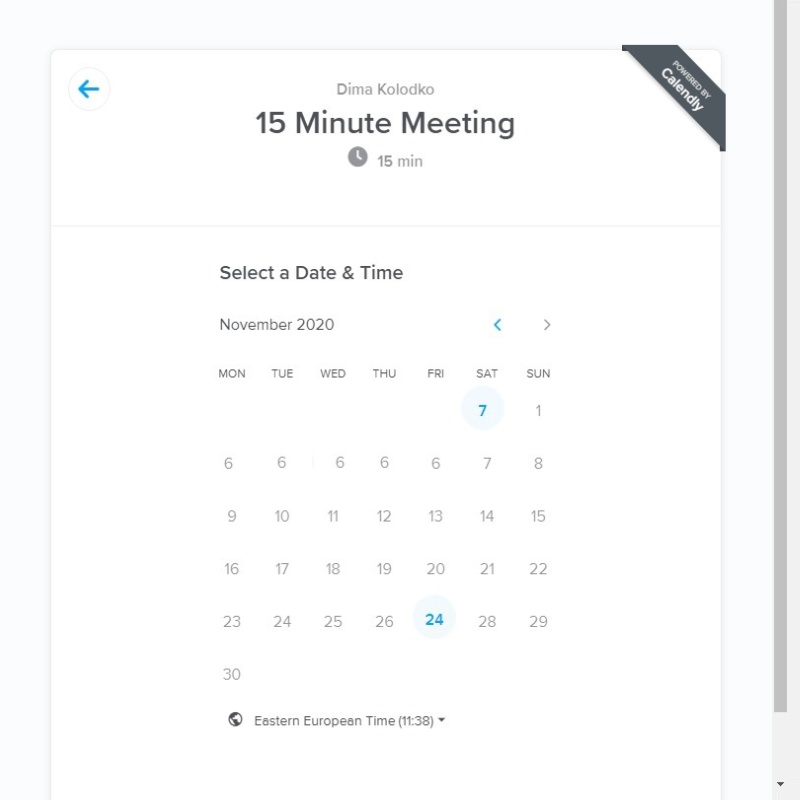 POWERED BY
Calendly
Dima Kolodko
15 Minute Meeting
15 min
Select a Date & Time
November 2020
MON TUE WED THU FRI SAT SUN
7 1
6 6 6 6 6 7 8
9 10 11 12 13 14 15
16 17 18 19 20 21 22
23 24 25 26 24 28 29
30
Eastern European Time (11:38)